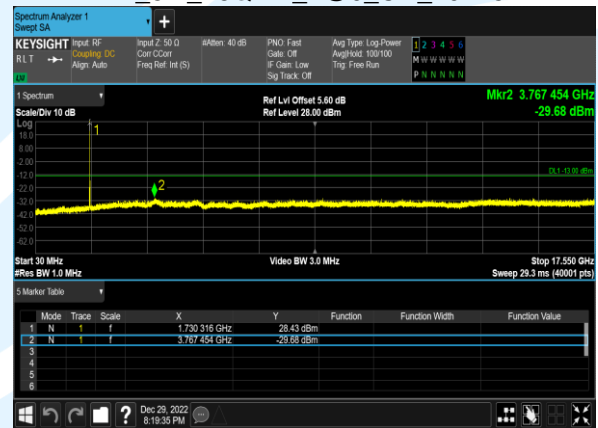 Spectrum Analyzer 1
Swept SA
KEYSIGHT
RLT
Input: RF
Coupling: DC
Align: Auto
Input Z: 50 Ω
Corr CCorr
Freq Ref: Int (S)
#Atten: 40 dB
PNO: Fast
Gate: Off
IF Gain: Low
Sig Track: Off
Avg Type: Log-Power
Avg|Hold: 100/100
Trig: Free Run
1 2 3 4 5 6
M W W W W W
P N N N N N
1 Spectrum
Scale/Div 10 dB
Ref Lvl Offset 5.60 dB
Ref Level 28.00 dBm
Mkr2 3.767 454 GHz
-29.68 dBm
Log
18.0
8.00
-2.00
-12.0
-22.0
-32.0
-42.0
-52.0
-62.0
1
2
DL1 -13.00 dBm
Start 30 MHz
#Res BW 1.0 MHz
Video BW 3.0 MHz
Stop 17.550 GHz
Sweep 29.3 ms (40001 pts)
5 Marker Table
Mode Trace Scale X Y Function Function Width Function Value
1 N 1 f 1.730 316 GHz 28.43 dBm
2 N 1 f 3.767 454 GHz -29.68 dBm
3
4
5
6
?
Dec 29, 2022
8:19:35 PM